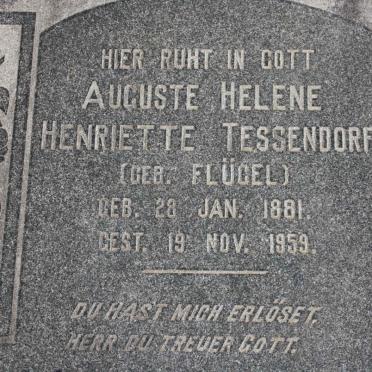 HIER RUHT IN GOTT
AUGUSTE HELENE
HENRIETTE TESSENDORF
(GEB. FLÜGEL)
GEB. 28 JAN. 1881.
GEST. 19 NOV. 1959.
DU HAST MICH ERLÖSET,
HERR DU TREUER GOTT.